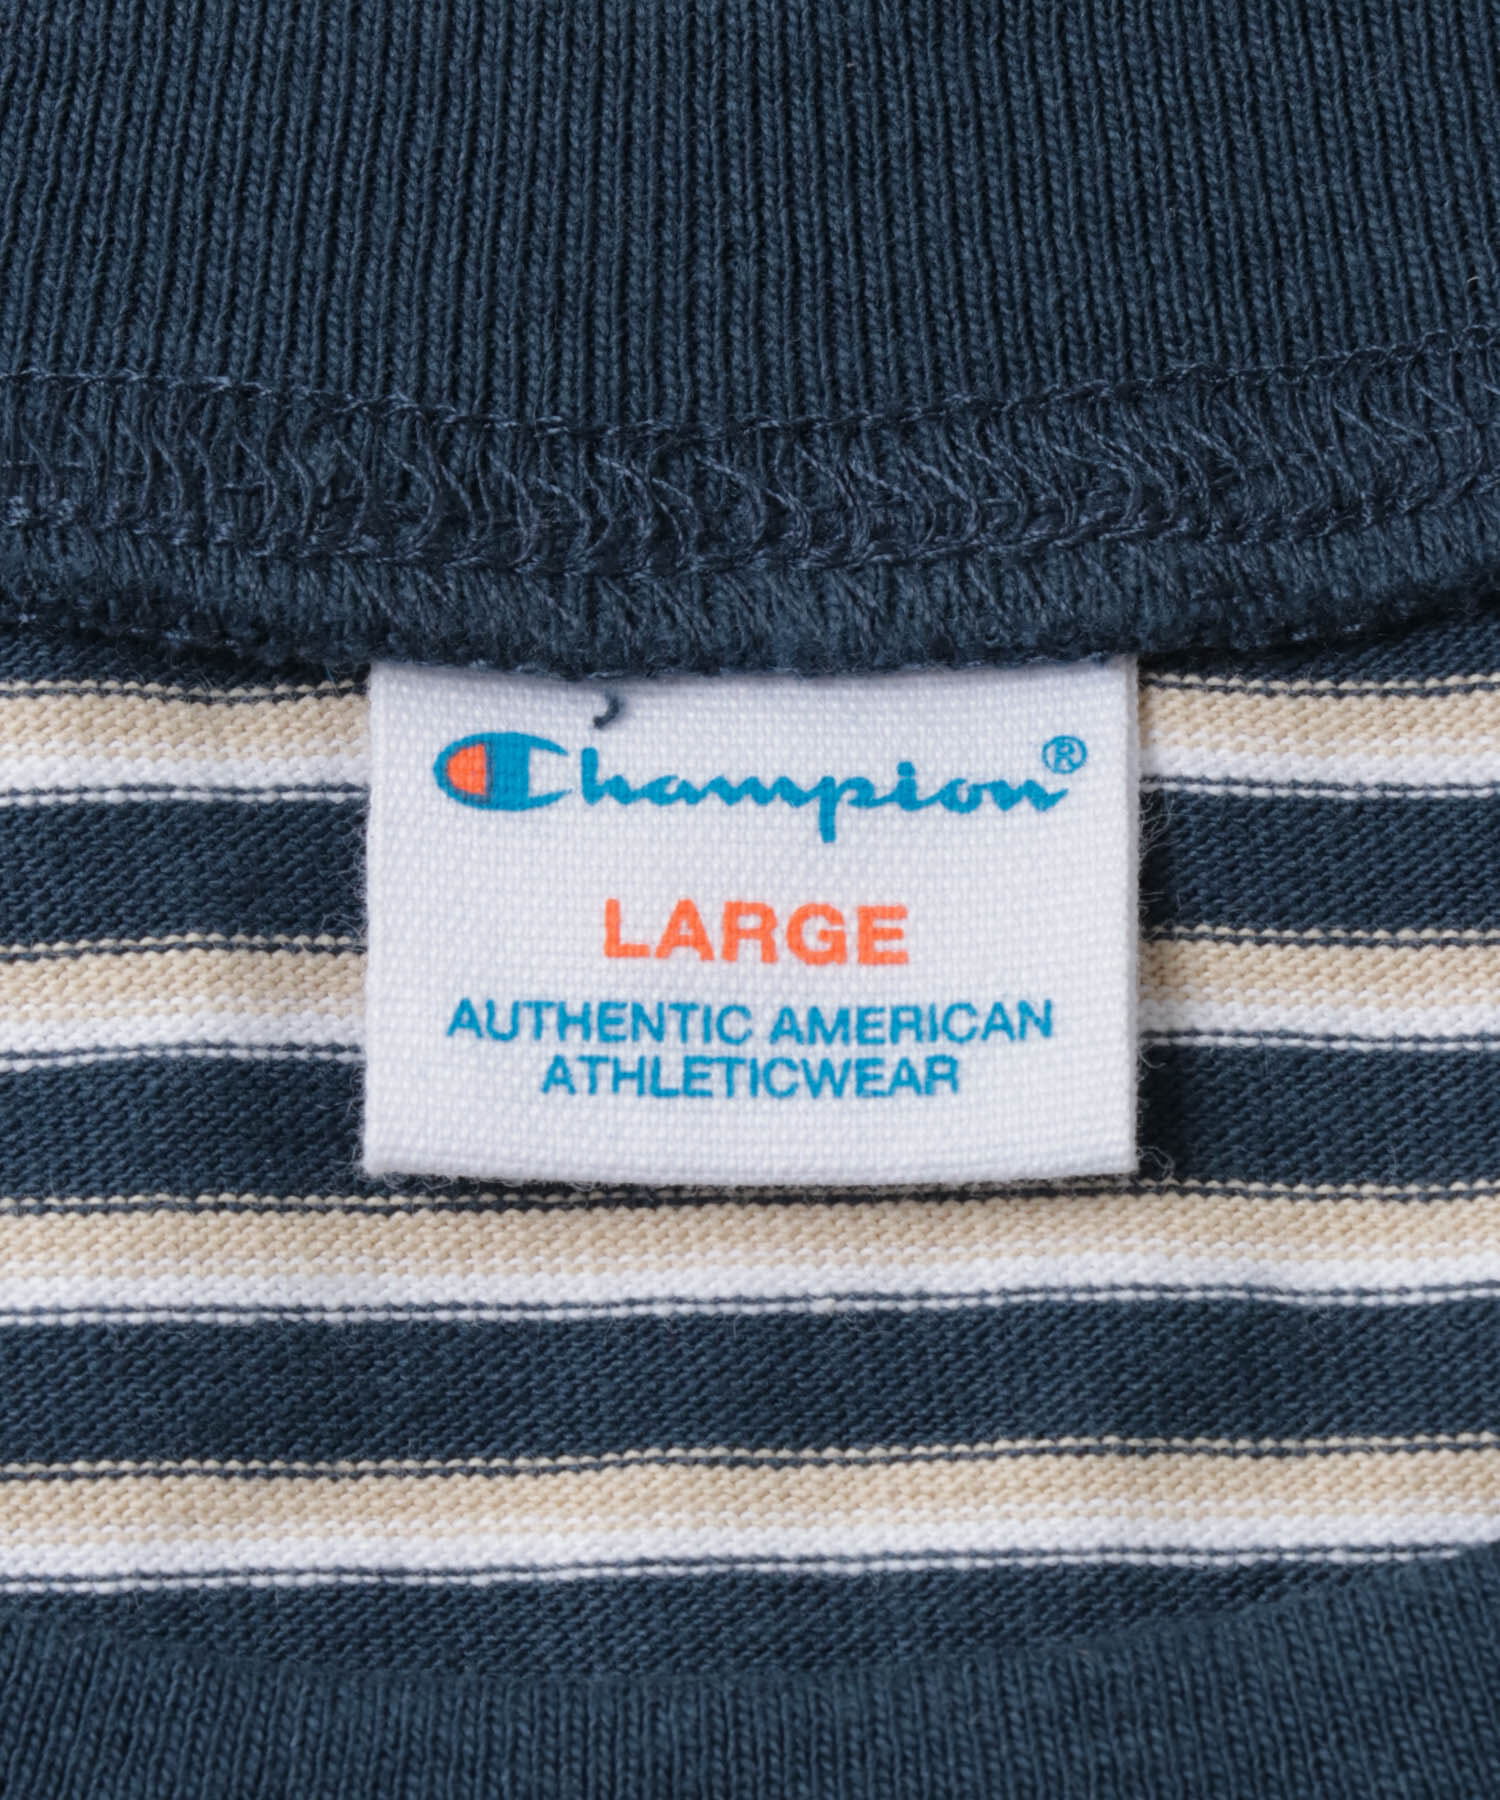 Champion®
LARGE
AUTHENTIC AMERICAN
ATHLETICWEAR